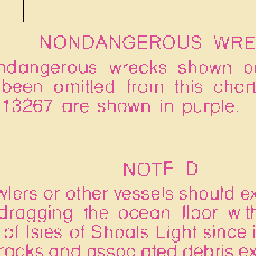 NONDANGEROUS WRE
ndangerous wrecks shown o
been omitted from this chart
13267 are shown in purple.
NOTE D
wlers or other vessels should ex
dragging the ocean floor with
of Isles of Shoals Light since i
racks and associated debris ex